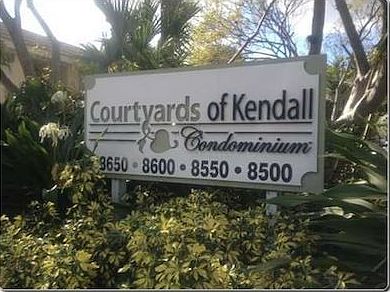 Courtyards of Kendall
Condominium
8650 • 8600 • 8550 • 8500